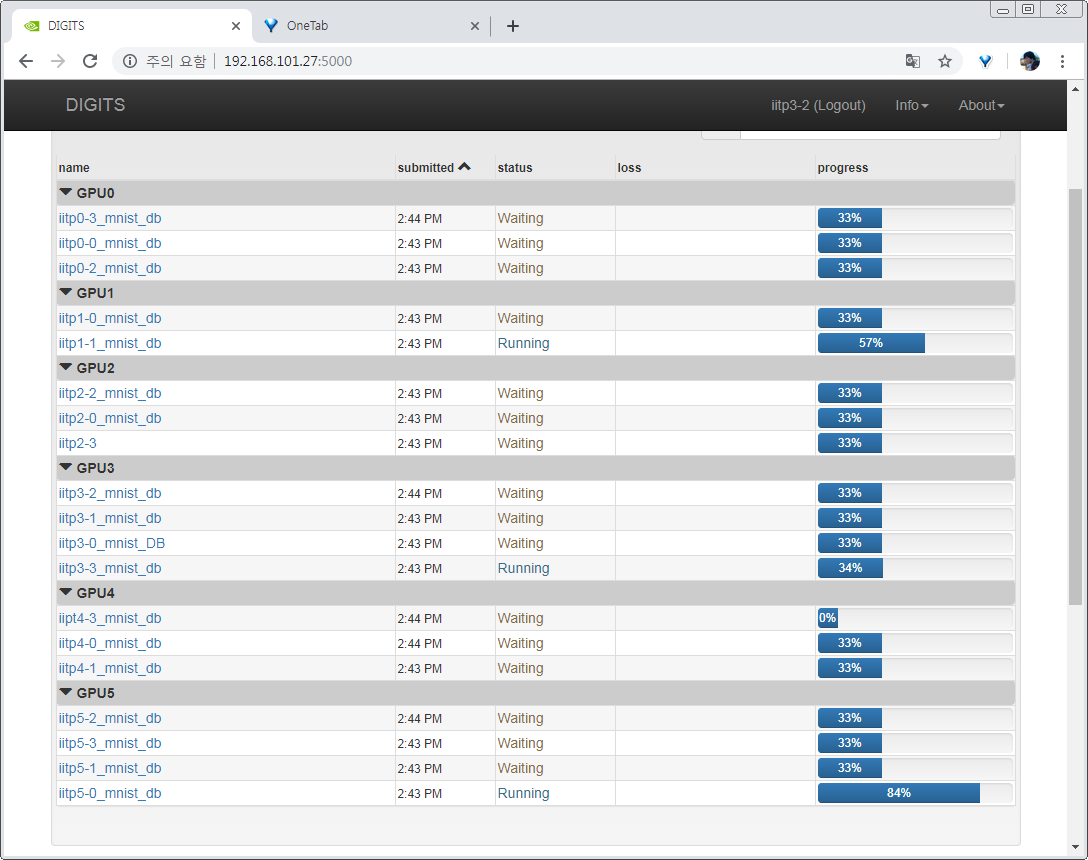 DIGITS
OneTab
주의 요함 192.168.101.27:5000
DIGITS iitp3-2 (Logout) Info About
name submitted status loss progress
GPU0
iitp0-3_mnist_db 2:44 PM Waiting 33%
iitp0-0_mnist_db 2:43 PM Waiting 33%
iitp0-2_mnist_db 2:43 PM Waiting 33%
GPU1
iitp1-0_mnist_db 2:43 PM Waiting 33%
iitp1-1_mnist_db 2:43 PM Running 57%
GPU2
iitp2-2_mnist_db 2:43 PM Waiting 33%
iitp2-0_mnist_db 2:43 PM Waiting 33%
iitp2-3 2:43 PM Waiting 33%
GPU3
iitp3-2_mnist_db 2:44 PM Waiting 33%
iitp3-1_mnist_db 2:43 PM Waiting 33%
iitp3-0_mnist_DB 2:43 PM Waiting 33%
iitp3-3_mnist_db 2:43 PM Running 34%
GPU4
iipt4-3_mnist_db 2:44 PM Waiting 0%
iitp4-0_mnist_db 2:44 PM Waiting 33%
iitp4-1_mnist_db 2:43 PM Waiting 33%
GPU5
iitp5-2_mnist_db 2:44 PM Waiting 33%
iitp5-3_mnist_db 2:43 PM Waiting 33%
iitp5-1_mnist_db 2:43 PM Waiting 33%
iitp5-0_mnist_db 2:43 PM Running 84%